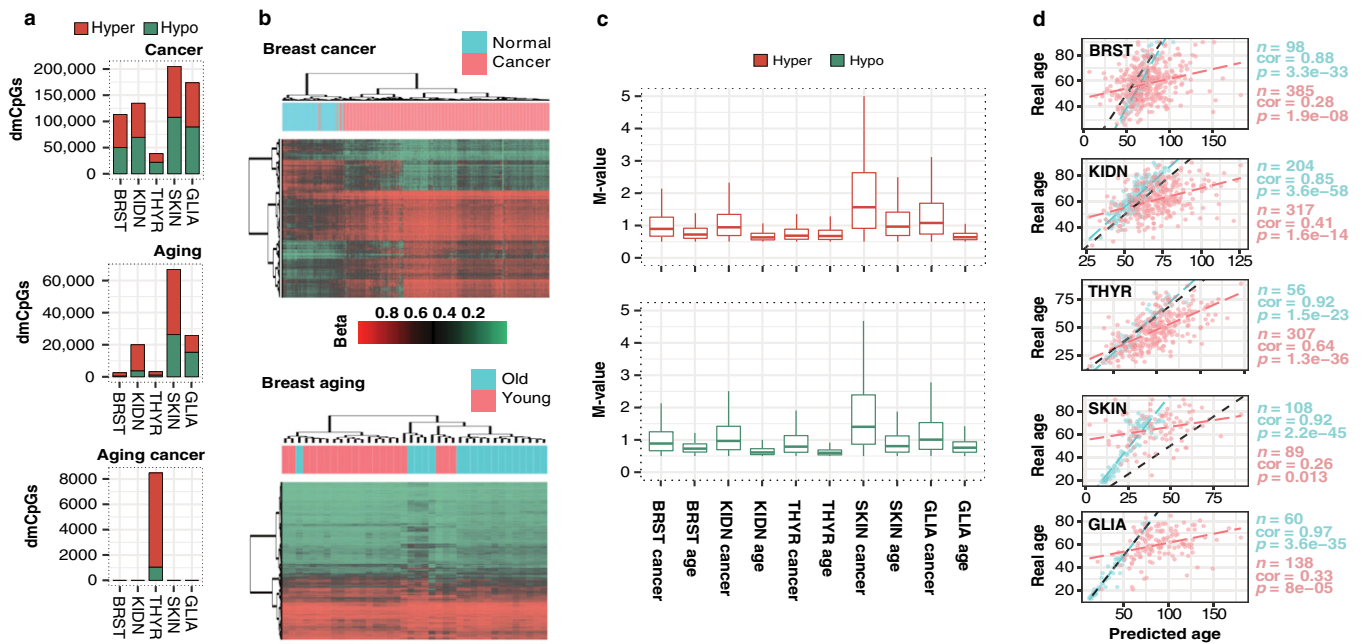 a
Hyper Hypo
Cancer
dmCpGs
200,000
150,000
100,000
50,000
0
BRST
KIDN
THYR
SKIN
GLIA
Aging
dmCpGs
60,000
40,000
20,000
0
BRST
KIDN
THYR
SKIN
GLIA
Aging cancer
dmCpGs
8000
6000
4000
2000
0
BRST
KIDN
THYR
SKIN
GLIA
b
Breast cancer
Normal
Cancer
Beta
0.8 0.6 0.4 0.2
Breast aging
Old
Young
c
Hyper Hypo
M-value
5
4
3
2
1
0
M-value
5
4
3
2
1
0
BRST cancer
BRST age
KIDN cancer
KIDN age
THYR cancer
THYR age
SKIN cancer
SKIN age
GLIA cancer
GLIA age
d
Real age
BRST
80
60
40
0 50 100 150
n = 98
cor = 0.88
p = 3.3e−33
n = 385
cor = 0.28
p = 1.9e−08
Real age
KIDN
80
60
40
25 50 75 100 125
n = 204
cor = 0.85
p = 3.6e−58
n = 317
cor = 0.41
p = 1.6e−14
Real age
THYR
75
50
25
n = 56
cor = 0.92
p = 1.5e−23
n = 307
cor = 0.64
p = 1.3e−36
Real age
SKIN
80
60
40
20
0 25 50 75
n = 108
cor = 0.92
p = 2.2e−45
n = 89
cor = 0.26
p = 0.013
Real age
GLIA
80
60
40
20
50 100 150
n = 60
cor = 0.97
p = 3.6e−35
n = 138
cor = 0.33
p = 8e−05
Predicted age